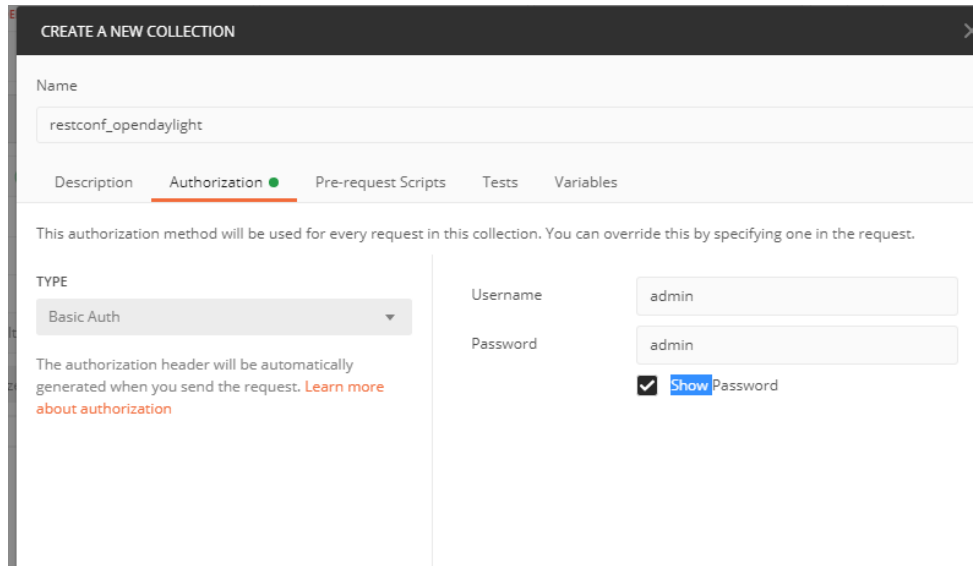 CREATE A NEW COLLECTION
Name
restconf_opendaylight
Description Authorization Pre-request Scripts Tests Variables
This authorization method will be used for every request in this collection. You can override this by specifying one in the request.
TYPE
Basic Auth
The authorization header will be automatically
generated when you send the request. Learn more
about authorization
Username admin
Password admin
Show Password